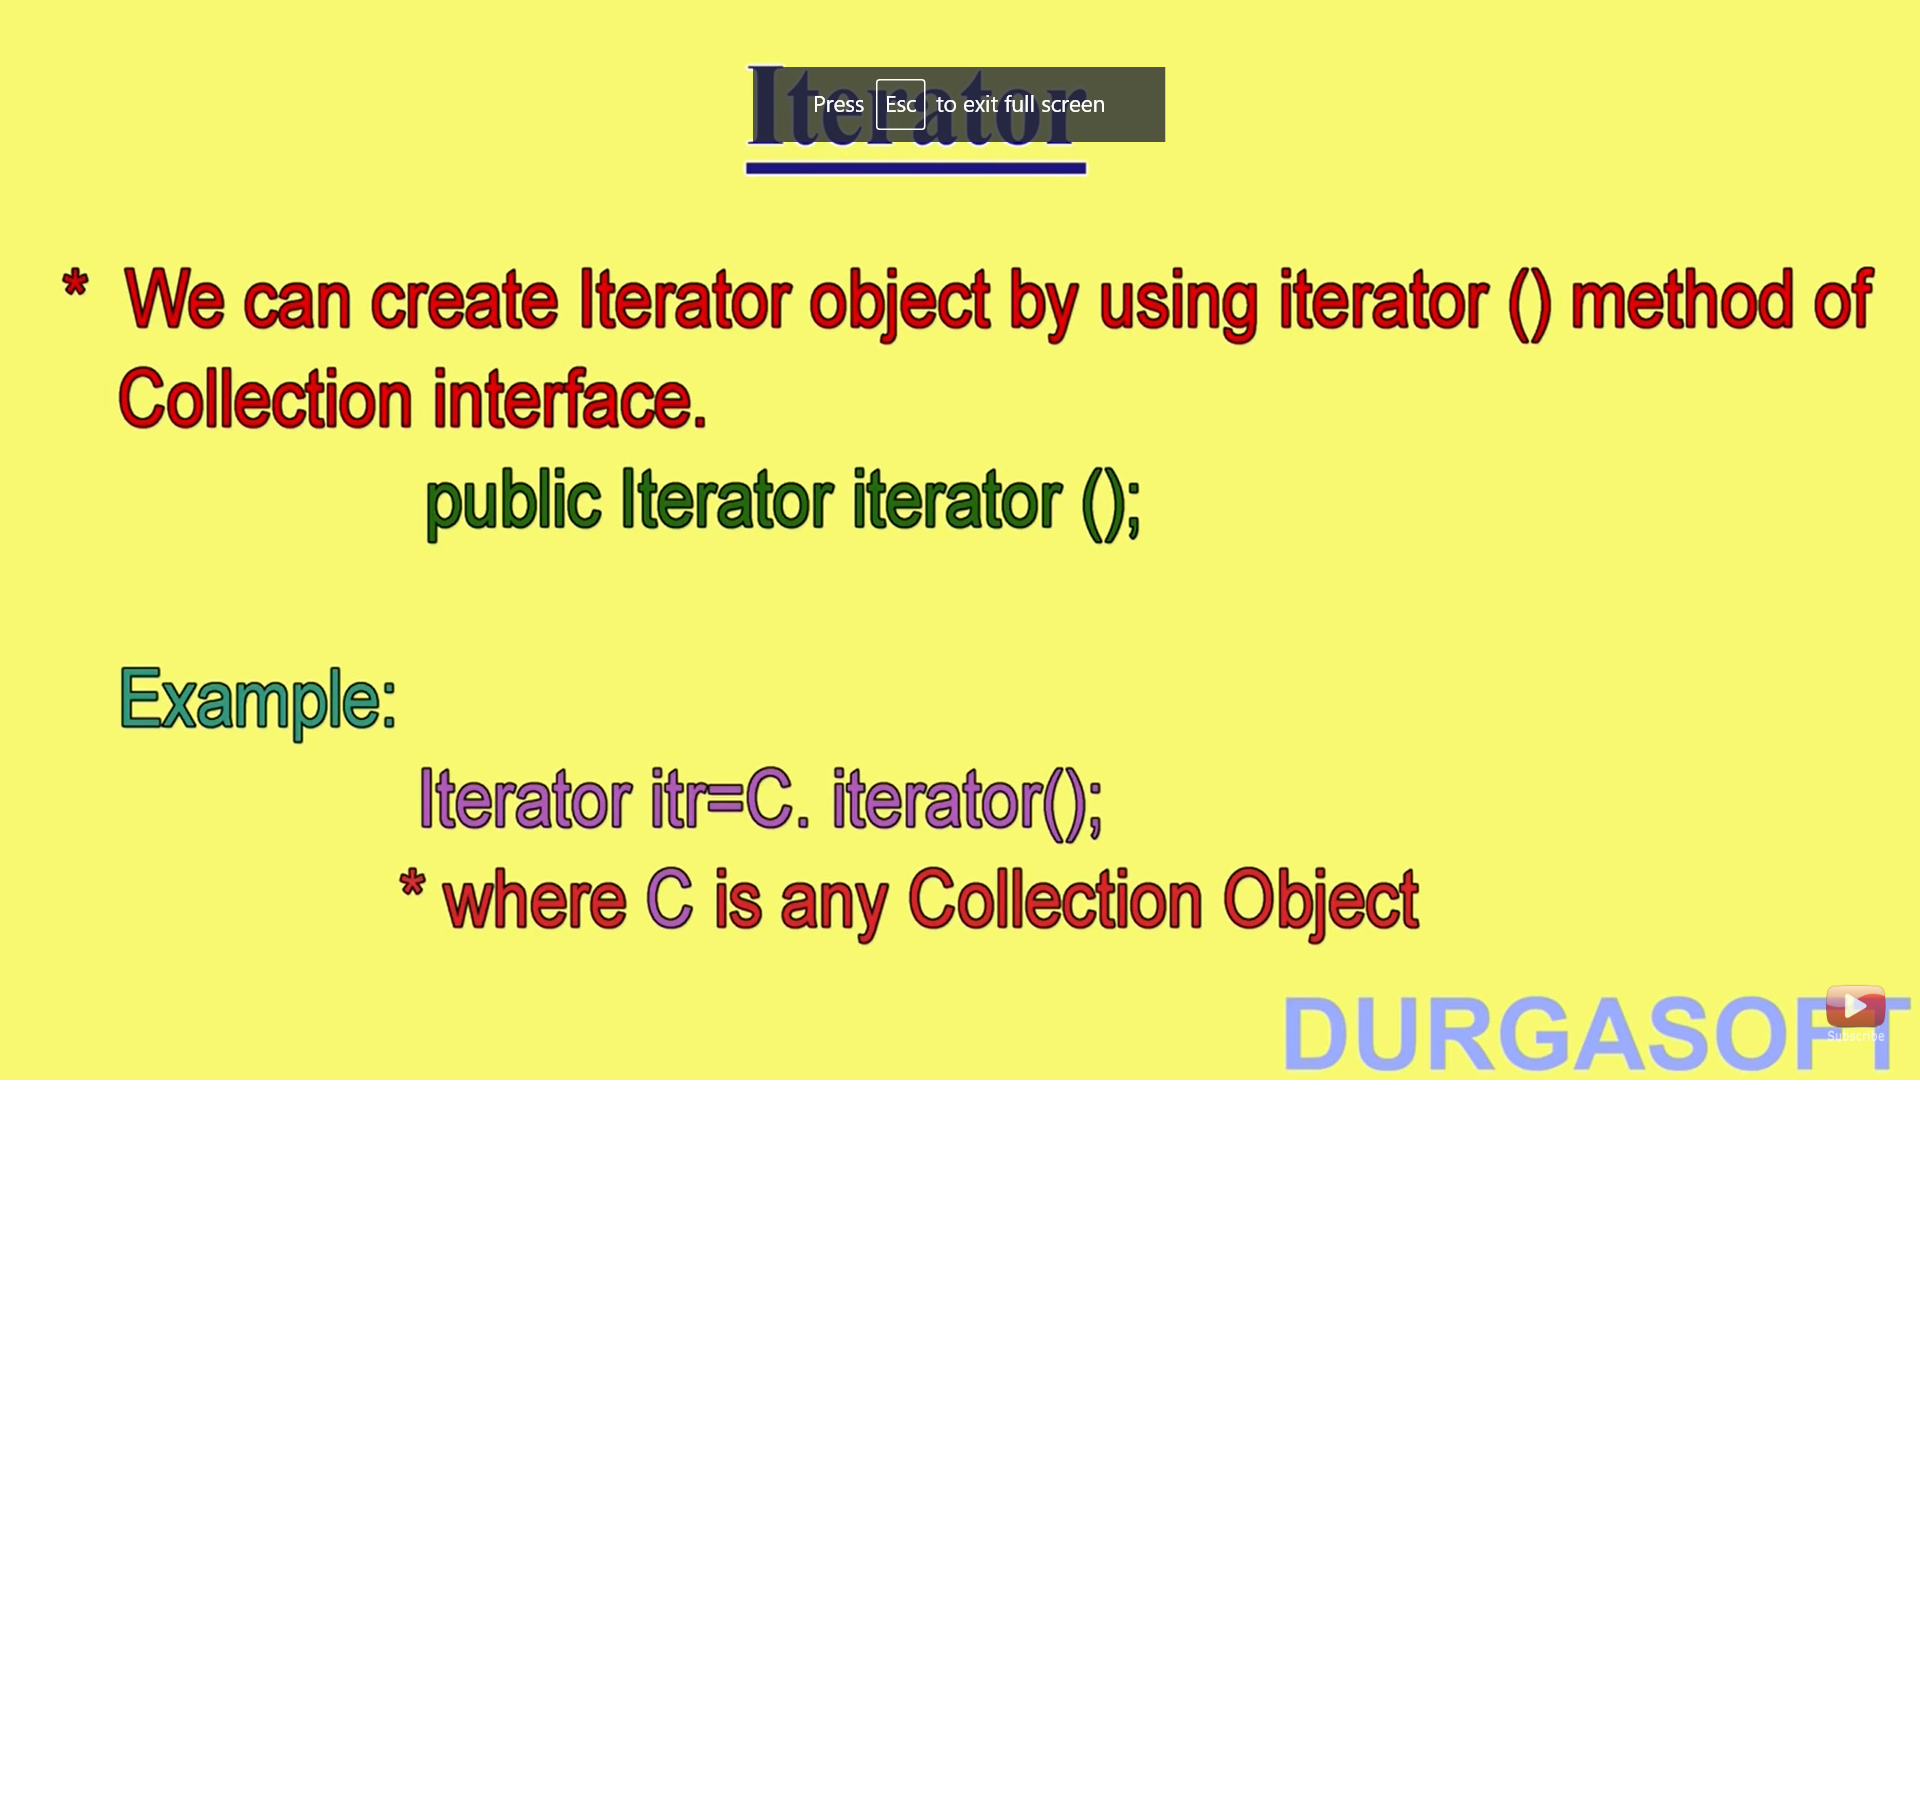 Iterator
Press Esc to exit full screen
* We can create Iterator object by using iterator () method of
Collection interface.
public Iterator iterator ();
Example:
Iterator itr=C. iterator();
* where C is any Collection Object
DURGASOFT
Subscribe